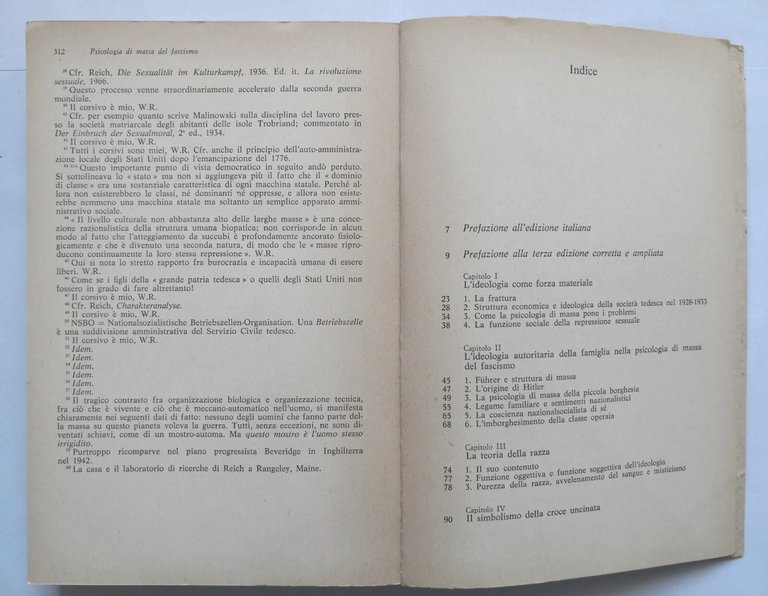 312 Psicologia di massa del fascismo
³⁸ Cfr. Reich, Die Sexualität im Kulturkampf, 1936. Ed. it. La rivoluzione
sessuale, 1966.
³⁹ Questo processo venne straordinariamente accelerato dalla seconda guerra
mondiale.
⁴⁰ Il corsivo è mio, W.R.
⁴¹ Cfr. per esempio quanto scrive Malinowski sulla disciplina del lavoro pres-
so la società matriarcale degli abitanti delle isole Trobriand; commentato in
Der Einbruch der Sexualmoral, 2ª ed., 1934.
⁴² Il corsivo è mio, W.R.
⁴² Tutti i corsivi sono miei, W.R. Cfr. anche il principio dell'auto-amministra-
zione locale degli Stati Uniti dopo l'emancipazione del 1776.
⁴³ ᵇⁱˢ Questo importante punto di vista democratico in seguito andò perduto.
Si sottolineava lo « stato » ma non si aggiungeva più il fatto che il « dominio
di classe » era una sostanziale caratteristica di ogni macchina statale. Perché al-
lora non esisterebbero le classi, né dominanti né oppresse, e allora non esiste-
rebbe nemmeno una macchina statale ma soltanto un semplice apparato ammi-
nistrativo sociale.
⁴⁴ « Il livello culturale non abbastanza alto delle larghe masse » è una conce-
zione razionalistica della struttura umana biopatica; non corrisponde in alcun
modo al fatto che l'atteggiamento da succubi è profondamente ancorato fisiolo-
gicamente e che è divenuto una seconda natura, di modo che le « masse ripro-
ducono continuamente la loro stessa repressione ». W.R.
⁴⁵ Qui si nota lo stretto rapporto fra burocrazia e incapacità umana di essere
liberi. W.R.
⁴⁶ Come se i figli della « grande patria tedesca » o quelli degli Stati Uniti non
fossero in grado di fare altrettanto!
⁴⁷ Il corsivo è mio, W.R.
⁴⁸ Cfr. Reich, Charakteranalyse.
⁴⁹ Il corsivo è mio, W.R.
⁵⁰ NSBO = Nationalsozialistische Betriebszellen-Organisation. Una Betriebszelle
è una suddivisione amministrativa del Servizio Civile tedesco.
⁵¹ Il corsivo è mio, W.R.
⁵² Idem.
⁵³ Idem.
⁵⁴ Idem.
⁵⁵ Idem.
⁵⁶ Idem.
⁵⁷ Idem.
⁵⁸ Il tragico contrasto fra organizzazione biologica e organizzazione tecnica,
fra ciò che è vivente e ciò che è meccano-automatico nell'uomo, si manifesta
chiaramente nei seguenti dati di fatto: nessuno degli uomini che fanno parte del-
la massa su questo pianeta voleva la guerra. Tutti, senza eccezioni, ne sono di-
ventati schiavi, come di un mostro-automa. Ma questo mostro è l'uomo stesso
irrigidito.
⁵⁹ Purtroppo ricomparve nel piano progressista Beveridge in Inghilterra
nel 1942.
⁶⁰ La casa e il laboratorio di ricerche di Reich a Rangeley, Maine.
Indice
7 Prefazione all'edizione italiana
9 Prefazione alla terza edizione corretta e ampliata
Capitolo I
L'ideologia come forza materiale
23 1. La frattura
28 2. Struttura economica e ideologica della società tedesca nel 1928-1933
34 3. Come la psicologia di massa pone i problemi
38 4. La funzione sociale della repressione sessuale
Capitolo II
L'ideologia autoritaria della famiglia nella psicologia di massa
del fascismo
45 1. Führer e struttura di massa
47 2. L'origine di Hitler
49 3. La psicologia di massa della piccola borghesia
55 4. Legame familiare e sentimenti nazionalistici
65 5. La coscienza nazionalsocialista di sé
68 6. L'imborghesimento della classe operaia
Capitolo III
La teoria della razza
74 1. Il suo contenuto
77 2. Funzione oggettiva e funzione soggettiva dell'ideologia
78 3. Purezza della razza, avvelenamento del sangue e misticismo
Capitolo IV
90 Il simbolismo della croce uncinata